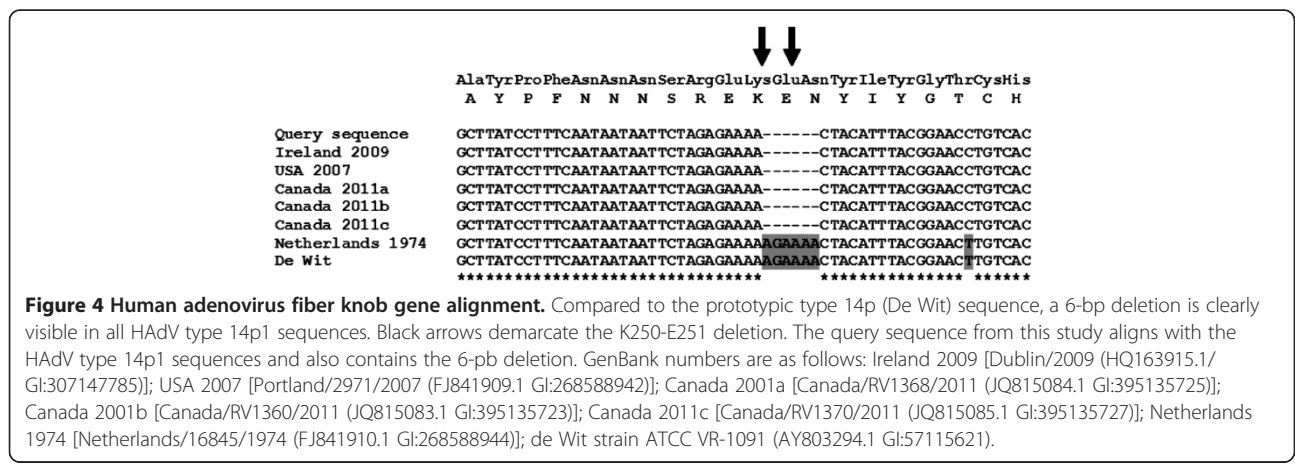 AlaTyrProPheAsnAsnAsnSerArgGluLysGluAsnTyrIleTyrGlyThrCysHis
A Y P F N N N S R E K E N Y I Y G T C H
Query sequence GCTTATCCTTTCAATAATAATTCTAGAGAAAA------CTACATTTACGGAACCTGTCAC
Ireland 2009 GCTTATCCTTTCAATAATAATTCTAGAGAAAA------CTACATTTACGGAACCTGTCAC
USA 2007 GCTTATCCTTTCAATAATAATTCTAGAGAAAA------CTACATTTACGGAACCTGTCAC
Canada 2011a GCTTATCCTTTCAATAATAATTCTAGAGAAAA------CTACATTTACGGAACCTGTCAC
Canada 2011b GCTTATCCTTTCAATAATAATTCTAGAGAAAA------CTACATTTACGGAACCTGTCAC
Canada 2011c GCTTATCCTTTCAATAATAATTCTAGAGAAAA------CTACATTTACGGAACCTGTCAC
Netherlands 1974 GCTTATCCTTTCAATAATAATTCTAGAGAAAAAGAAAACTACATTTACGGAACTTGTCAC
De Wit GCTTATCCTTTCAATAATAATTCTAGAGAAAAAGAAAACTACATTTACGGAACTTGTCAC
******************************** *************** ******
Figure 4 Human adenovirus fiber knob gene alignment. Compared to the prototypic type 14p (De Wit) sequence, a 6-bp deletion is clearly
visible in all HAdV type 14p1 sequences. Black arrows demarcate the K250-E251 deletion. The query sequence from this study aligns with the
HAdV type 14p1 sequences and also contains the 6-pb deletion. GenBank numbers are as follows: Ireland 2009 [Dublin/2009 (HQ163915.1/
GI:307147785)]; USA 2007 [Portland/2971/2007 (FJ841909.1 GI:268588942)]; Canada 2001a [Canada/RV1368/2011 (JQ815084.1 GI:395135725)];
Canada 2001b [Canada/RV1360/2011 (JQ815083.1 GI:395135723)]; Canada 2011c [Canada/RV1370/2011 (JQ815085.1 GI:395135727)]; Netherlands
1974 [Netherlands/16845/1974 (FJ841910.1 GI:268588944)]; de Wit strain ATCC VR-1091 (AY803294.1 GI:57115621).